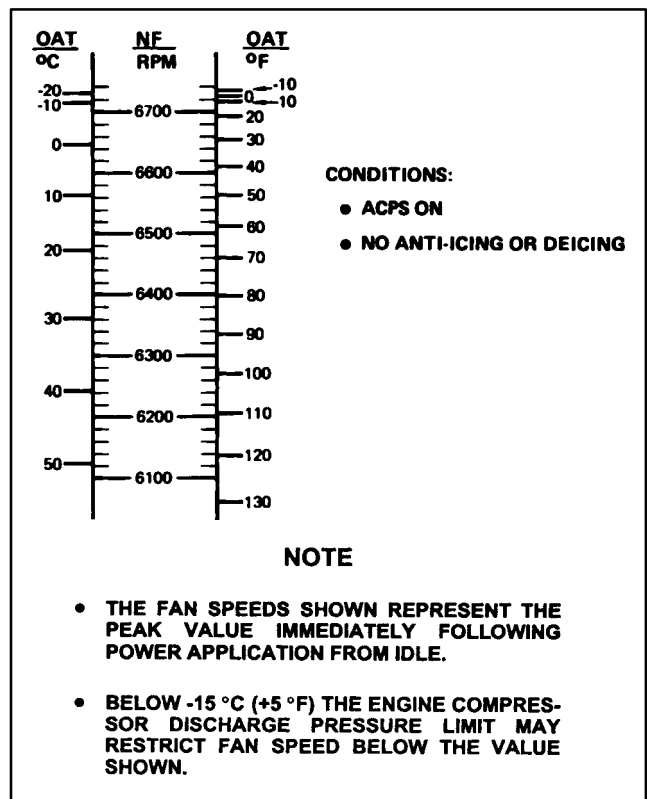 OAT NF OAT
°C RPM °F
-10
-20 0
-10 -10
6700
20
0 30
6600 40
10 50
6500 60
20 70
6400 80
30
6300 90
100
40
6200 110
50 120
6100
130
CONDITIONS:
● ACPS ON
● NO ANTI-ICING OR DEICING
NOTE
● THE FAN SPEEDS SHOWN REPRESENT THE
PEAK VALUE IMMEDIATELY FOLLOWING
POWER APPLICATION FROM IDLE.
● BELOW -15 °C (+5 °F) THE ENGINE COMPRES-
SOR DISCHARGE PRESSURE LIMIT MAY
RESTRICT FAN SPEED BELOW THE VALUE
SHOWN.